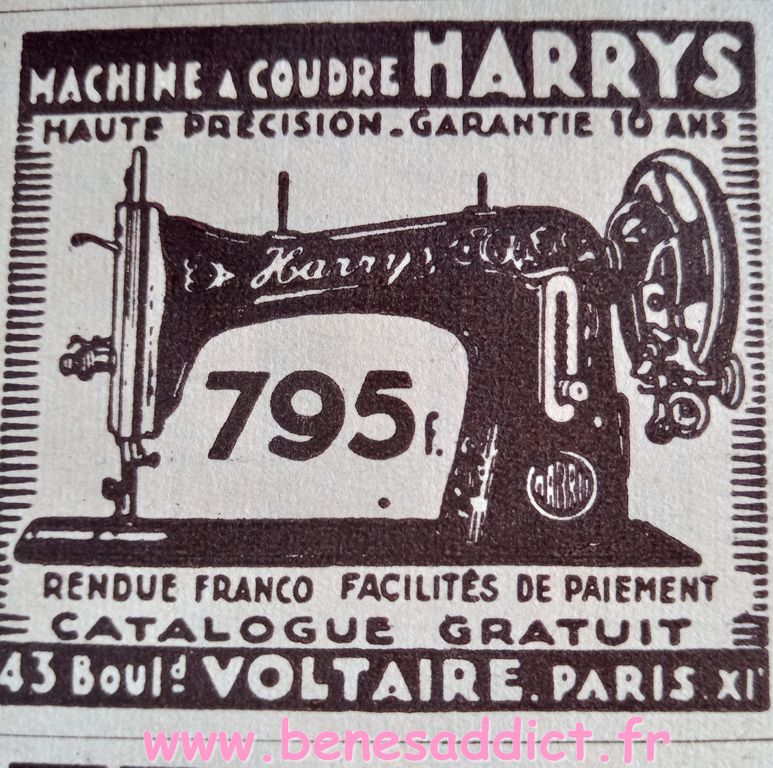 MACHINE A COUDRE HARRYS
HAUTE PRÉCISION - GARANTIE 10 ANS
Harrys
795 F.
HARRYS
RENDUE FRANCO FACILITÉS DE PAIEMENT
CATALOGUE GRATUIT
43 Boulᵈ VOLTAIRE. PARIS. XIᵉ
www.benesaddict.fr